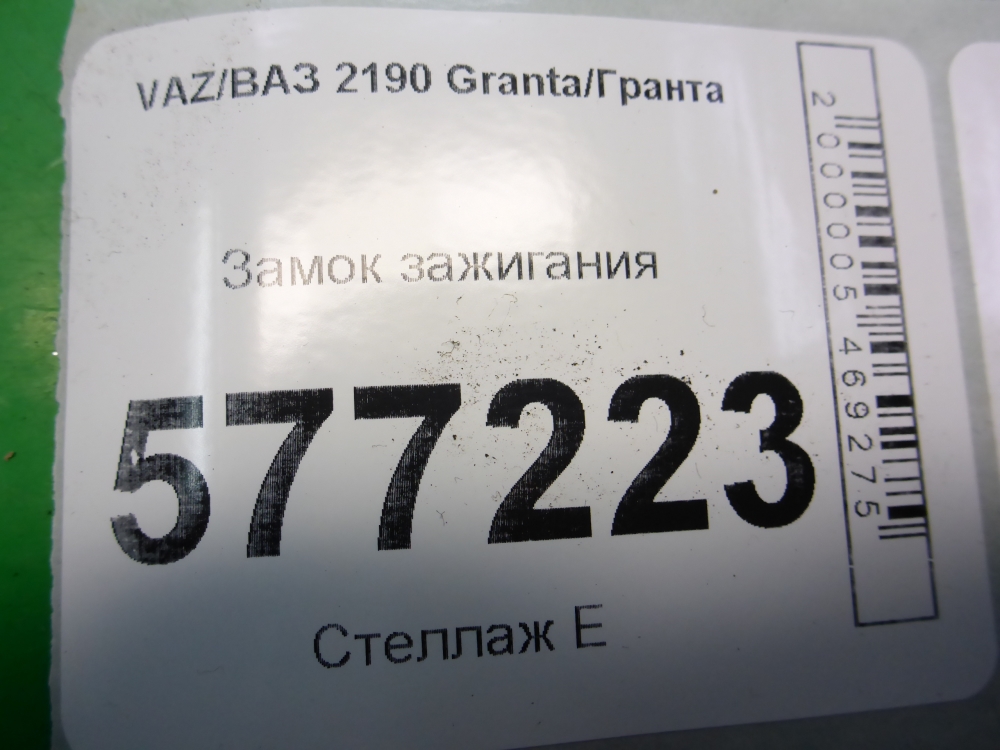 VAZ/ВАЗ 2190 Granta/Гранта
Замок зажигания
577223
Стеллаж Е
2000005469275